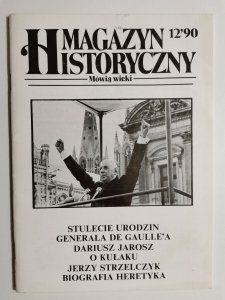 MAGAZYN 12'90
HISTORYCZNY
Mówią wieki
STULECIE URODZIN
GENERAŁA DE GAULLE'A
DARIUSZ JAROSZ
O KUŁAKU
JERZY STRZELCZYK
BIOGRAFIA HERETYKA